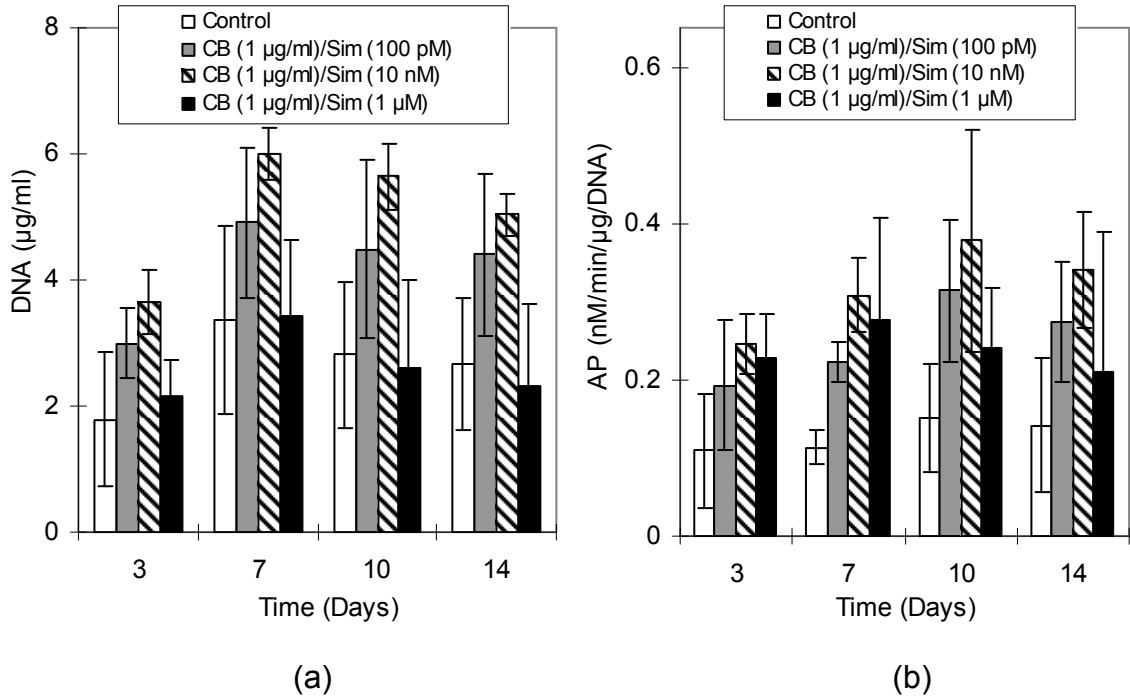 Control
CB (1 µg/ml)/Sim (100 pM)
CB (1 µg/ml)/Sim (10 nM)
CB (1 µg/ml)/Sim (1 µM)
8
6
4
2
0
DNA (µg/ml)
3 7 10 14
Time (Days)
(a)
Control
CB (1 µg/ml)/Sim (100 pM)
CB (1 µg/ml)/Sim (10 nM)
CB (1 µg/ml)/Sim (1 µM)
0.6
0.4
0.2
0
AP (nM/min/µg/DNA)
3 7 10 14
Time (Days)
(b)